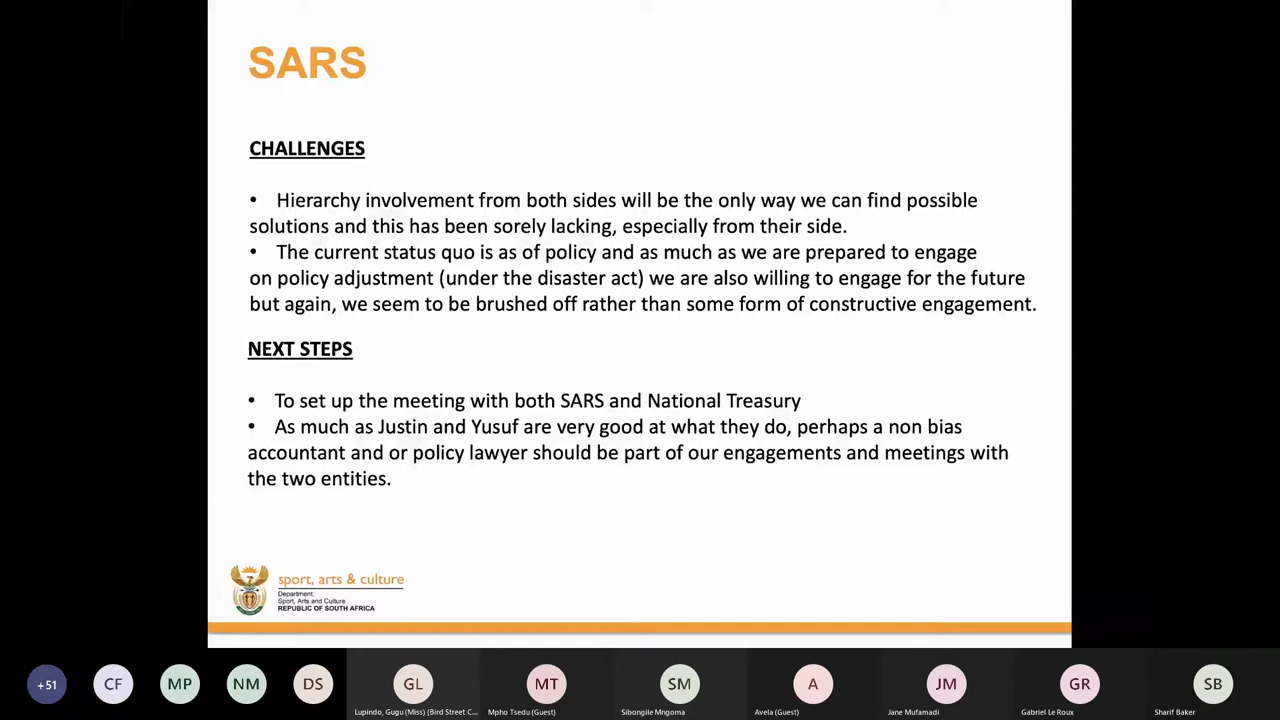 SARS
CHALLENGES
• Hierarchy involvement from both sides will be the only way we can find possible
solutions and this has been sorely lacking, especially from their side.
• The current status quo is as of policy and as much as we are prepared to engage
on policy adjustment (under the disaster act) we are also willing to engage for the future
but again, we seem to be brushed off rather than some form of constructive engagement.
NEXT STEPS
• To set up the meeting with both SARS and National Treasury
• As much as Justin and Yusuf are very good at what they do, perhaps a non bias
accountant and or policy lawyer should be part of our engagements and meetings with
the two entities.
sport, arts & culture
Department:
Sport, Arts and Culture
REPUBLIC OF SOUTH AFRICA
+51 CF MP NM DS GL MT SM A JM GR SB
Lupindo, Gugu (Miss) (Bird Street C... Mpho Tsedu (Guest) Sibongile Mngoma Avela (Guest) Jane Mufamadi Gabriel Le Roux Sharif Baker